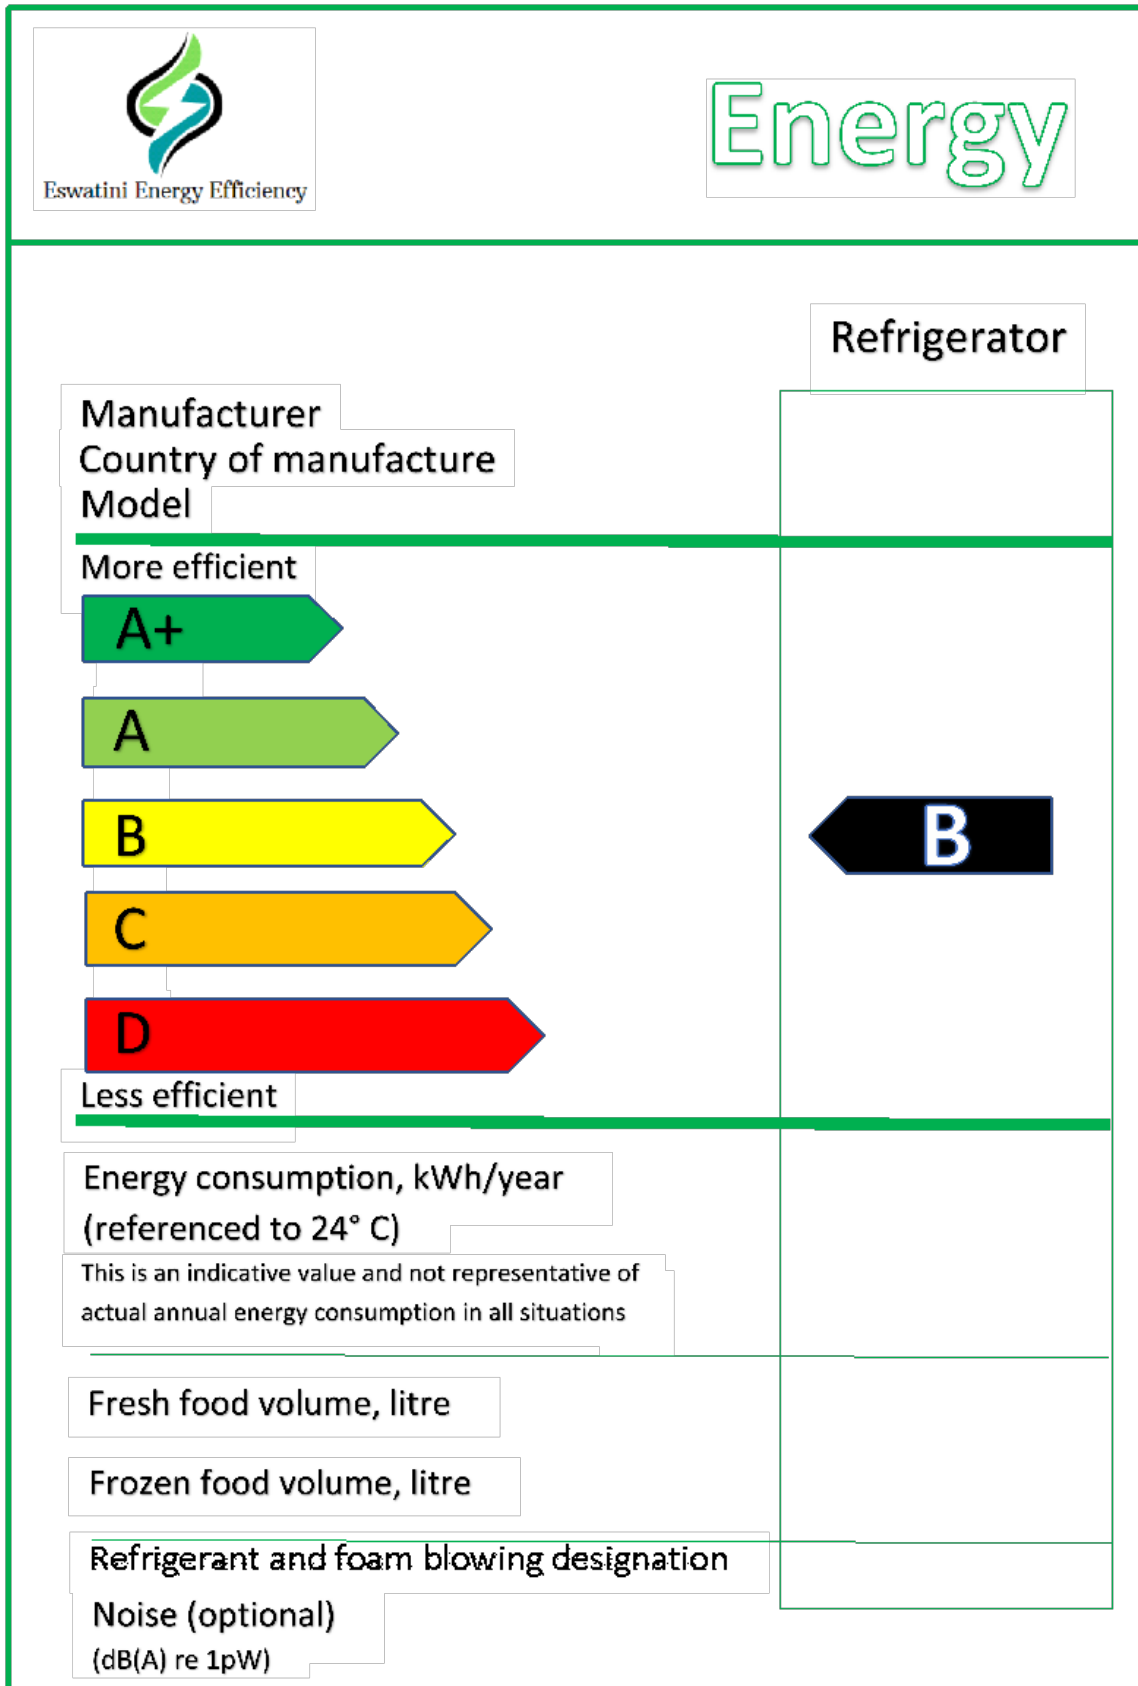 Eswatini Energy Efficiency
Energy
Refrigerator
Manufacturer
Country of manufacture
Model
More efficient
A+
A
B
B
C
D
Less efficient
Energy consumption, kWh/year
(referenced to 24° C)
This is an indicative value and not representative of
actual annual energy consumption in all situations
Fresh food volume, litre
Frozen food volume, litre
Refrigerant and foam blowing designation
Noise (optional)
(dB(A) re 1pW)